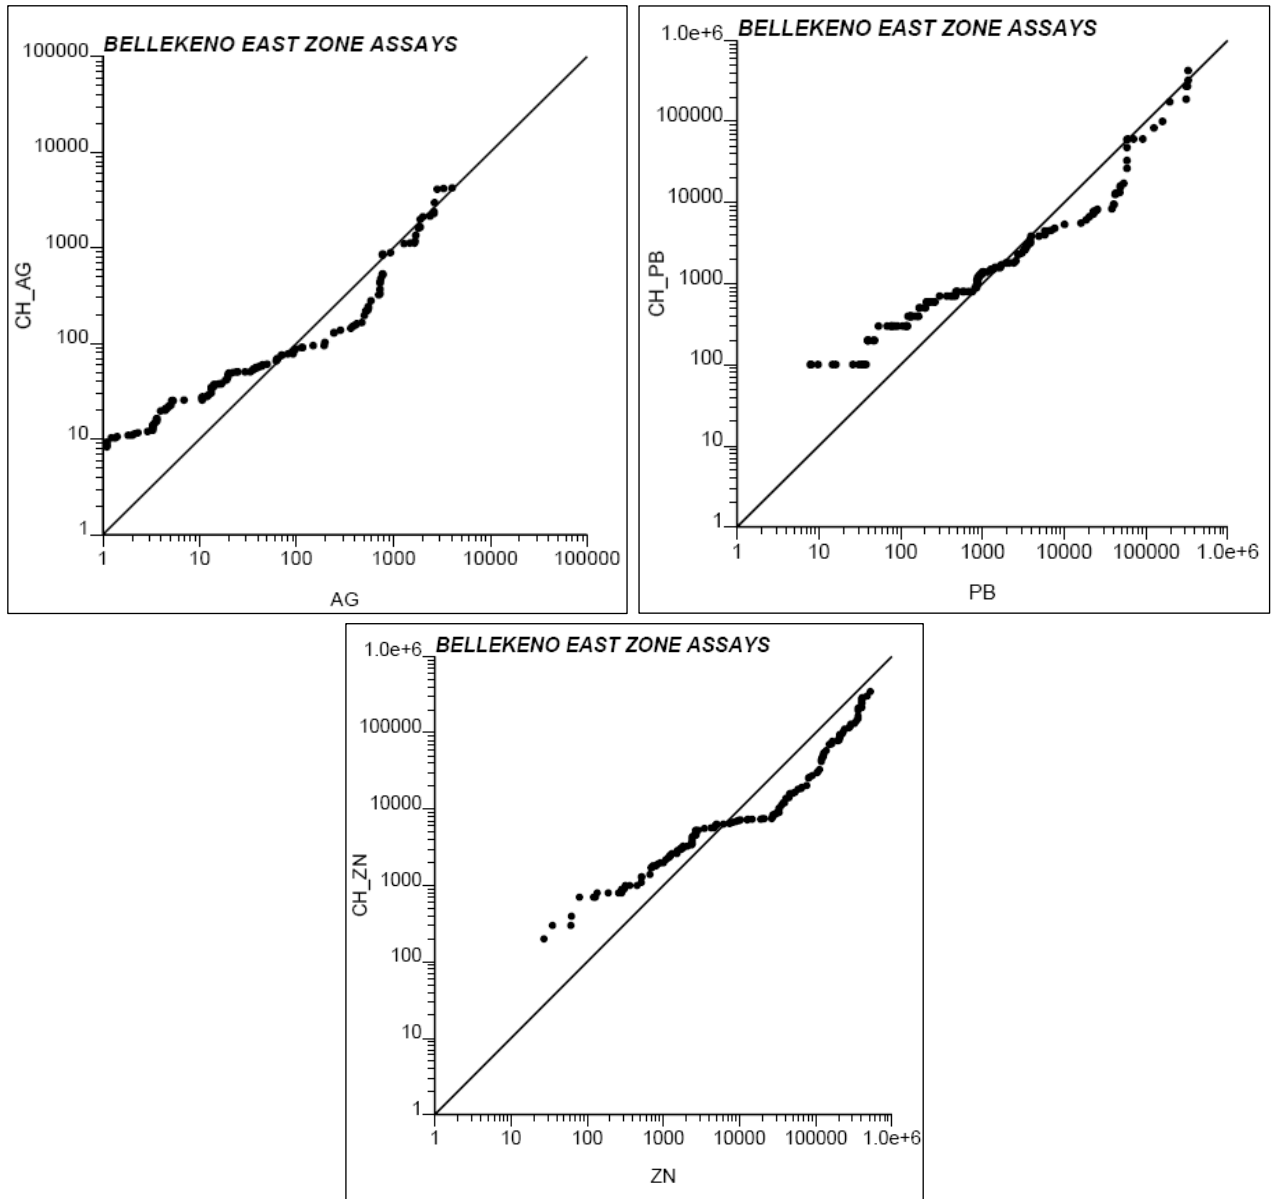 BELLEKENO EAST ZONE ASSAYS
100000
10000
1000
100
10
1
CH_AG
1 10 100 1000 10000 100000
AG
BELLEKENO EAST ZONE ASSAYS
1.0e+6
100000
10000
1000
100
10
1
CH_PB
1 10 100 1000 10000 100000 1.0e+6
PB
BELLEKENO EAST ZONE ASSAYS
1.0e+6
100000
10000
1000
100
10
1
CH_ZN
1 10 100 1000 10000 100000 1.0e+6
ZN